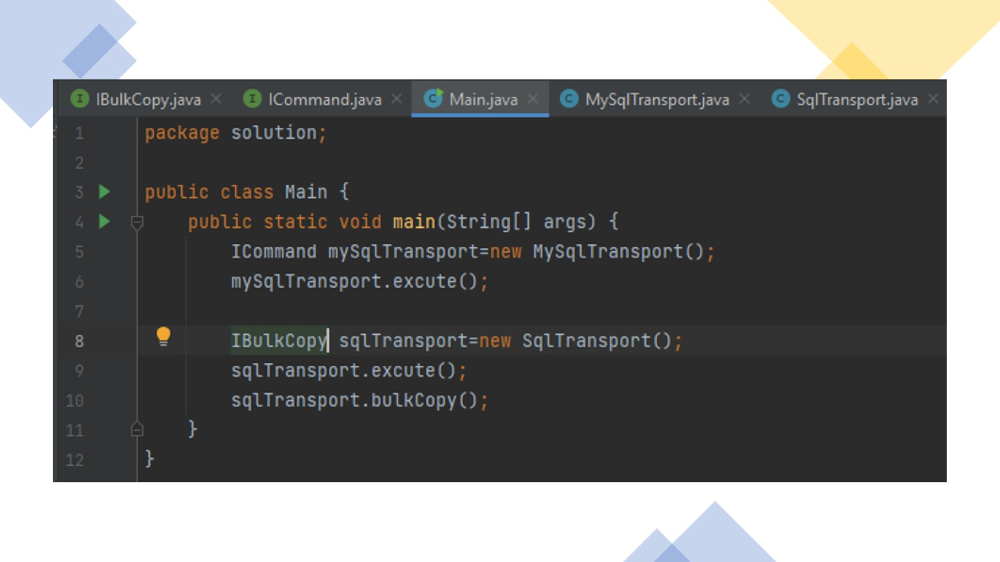 IBulkCopy.java ICommand.java Main.java MySqlTransport.java SqlTransport.java
1 package solution;
2
3 public class Main {
4 public static void main(String[] args) {
5 ICommand mySqlTransport=new MySqlTransport();
6 mySqlTransport.excute();
7
8 IBulkCopy sqlTransport=new SqlTransport();
9 sqlTransport.excute();
10 sqlTransport.bulkCopy();
11 }
12 }